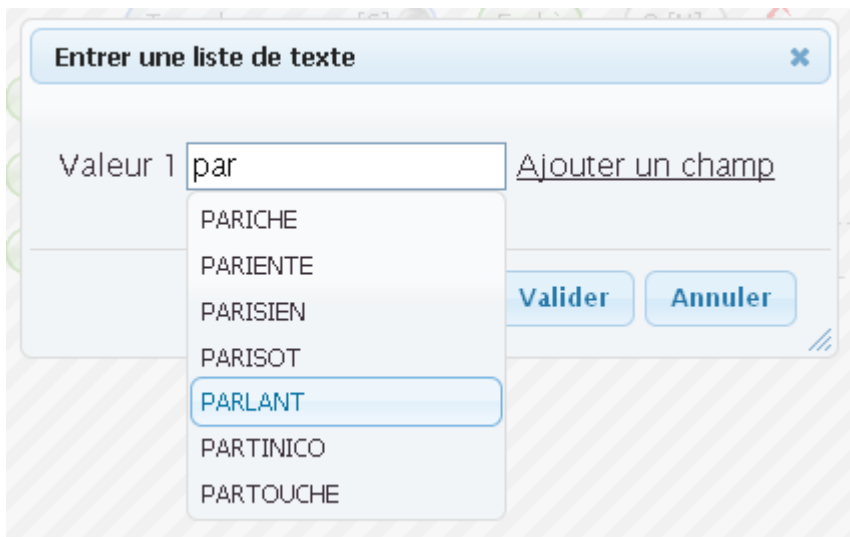 Entrer une liste de texte
Valeur 1 par Ajouter un champ
PARICHE
PARIENTE
PARISIEN
PARISOT
PARLANT
PARTINICO
PARTOUCHE
Valider Annuler